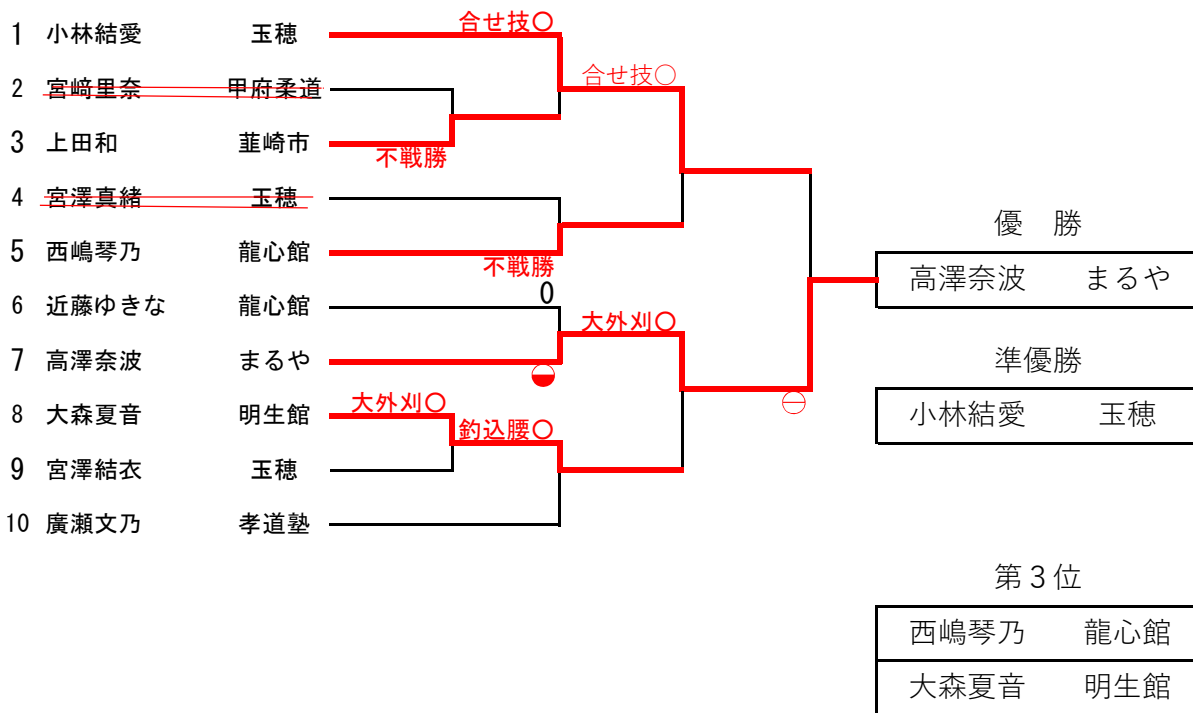 1 小林結愛 玉穂 合せ技〇
2 宮﨑里奈 甲府柔道 合せ技〇
3 上田和 韮崎市 不戦勝
4 宮澤真緒 玉穂
5 西嶋琴乃 龍心館 不戦勝
0
6 近藤ゆきな 龍心館 大外刈〇
7 高澤奈波 まるや
8 大森夏音 明生館 大外刈〇 釣込腰〇
9 宮澤結衣 玉穂
10 廣瀬文乃 孝道塾
優 勝
高澤奈波 まるや
準優勝
小林結愛 玉穂
第３位
西嶋琴乃 龍心館
大森夏音 明生館